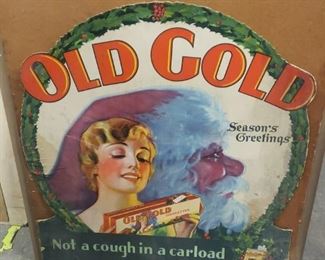 OLD GOLD
Season's
Greetings
OLD GOLD
Not a cough in a carload